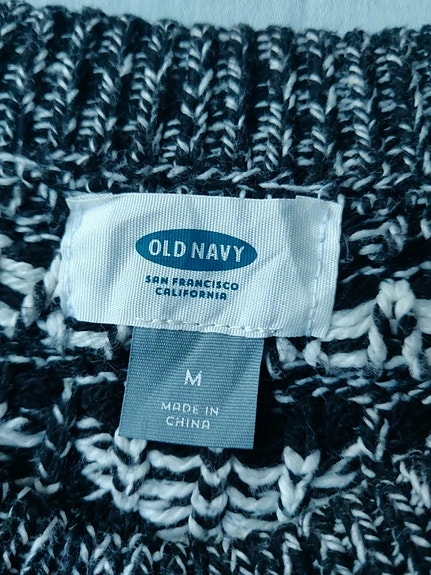 OLD NAVY
SAN FRANCISCO
CALIFORNIA
M
MADE IN
CHINA